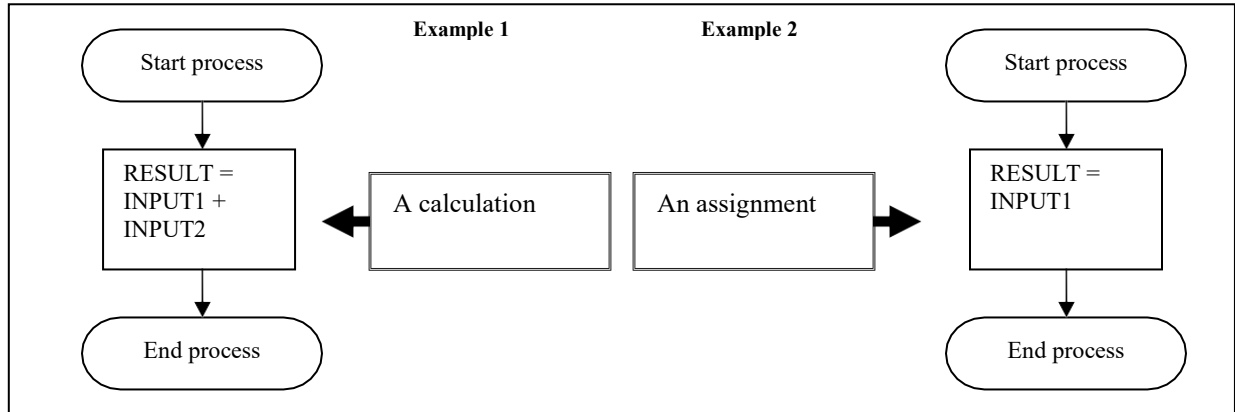 Example 1
Example 2
Start process
Start process
RESULT =
INPUT1 +
INPUT2
A calculation
An assignment
RESULT =
INPUT1
End process
End process